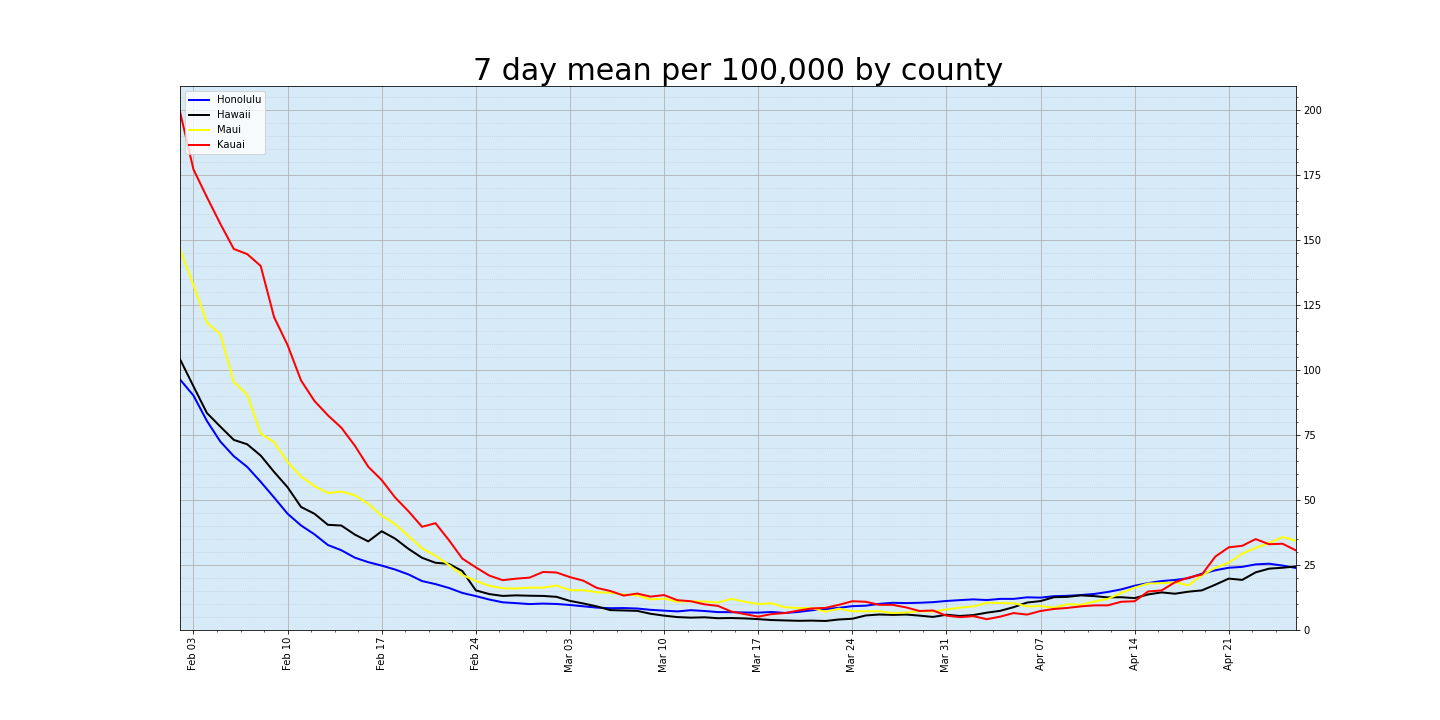 7 day mean per 100,000 by county
Honolulu
Hawaii
Maui
Kauai
200
175
150
125
100
75
50
25
0
Feb 03
Feb 10
Feb 17
Feb 24
Mar 03
Mar 10
Mar 17
Mar 24
Mar 31
Apr 07
Apr 14
Apr 21